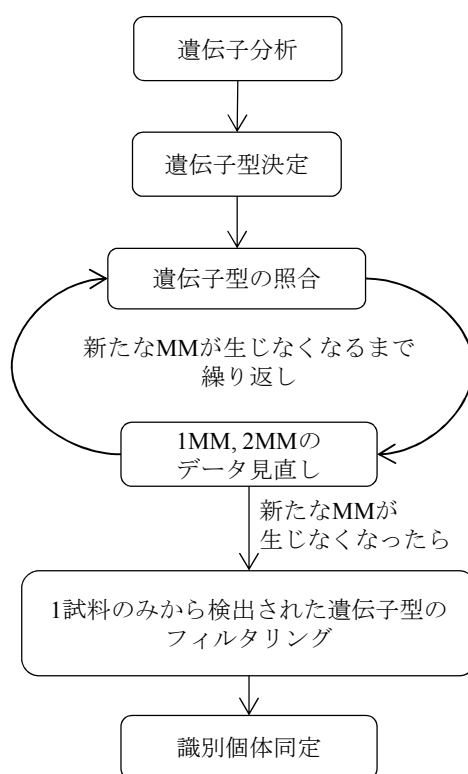 遺伝子分析
遺伝子型決定
遺伝子型の照合
新たなMMが生じなくなるまで
繰り返し
1MM, 2MMの
データ見直し
新たなMMが
生じなくなったら
1試料のみから検出された遺伝子型の
フィルタリング
識別個体同定